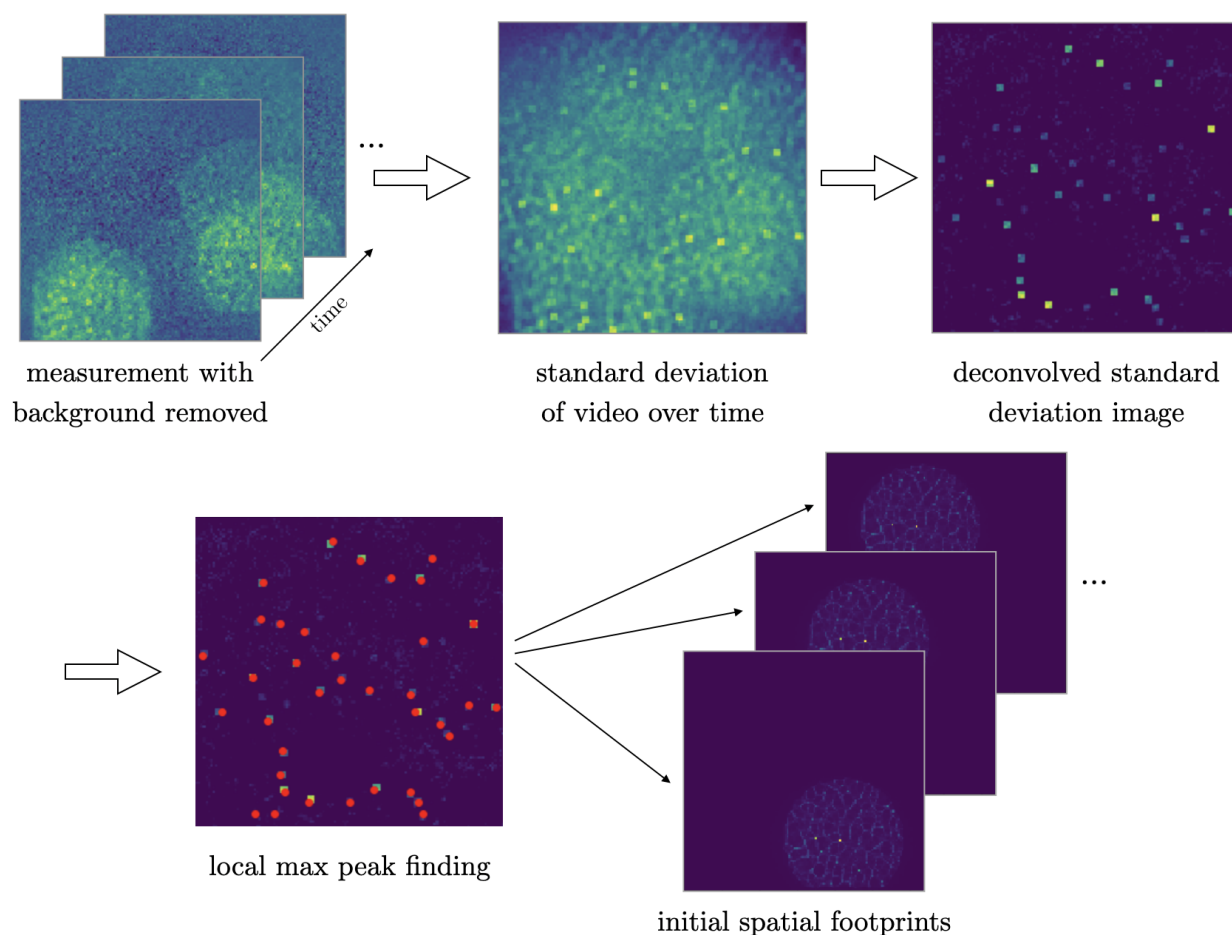 ...
time
measurement with
background removed
standard deviation
of video over time
deconvolved standard
deviation image
...
local max peak finding
initial spatial footprints